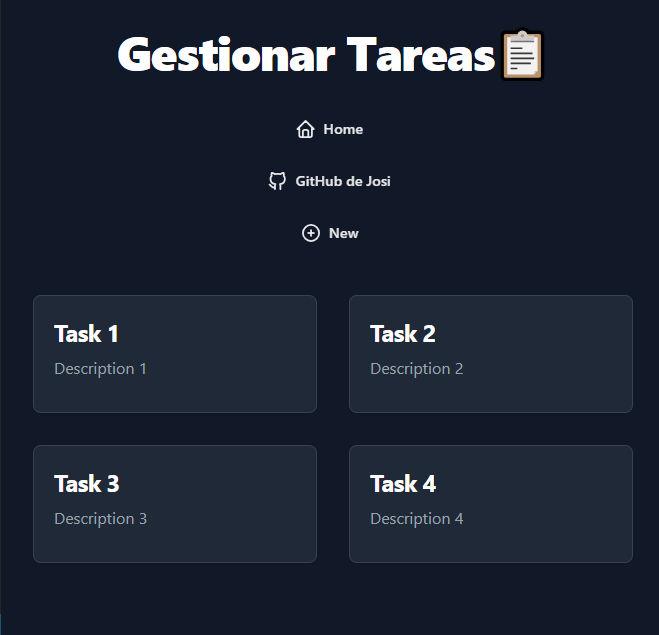 Gestionar Tareas📋
Home
GitHub de Josi
New
Task 1
Description 1
Task 2
Description 2
Task 3
Description 3
Task 4
Description 4